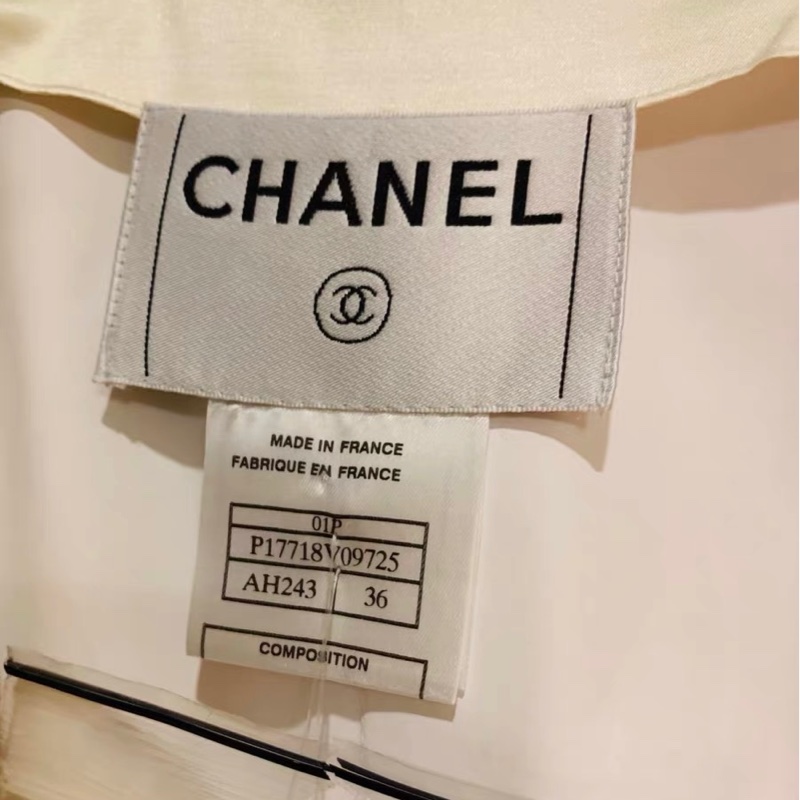 CHANEL
MADE IN FRANCE
FABRIQUE EN FRANCE
01P
P17718V09725
AH243 36
COMPOSITION